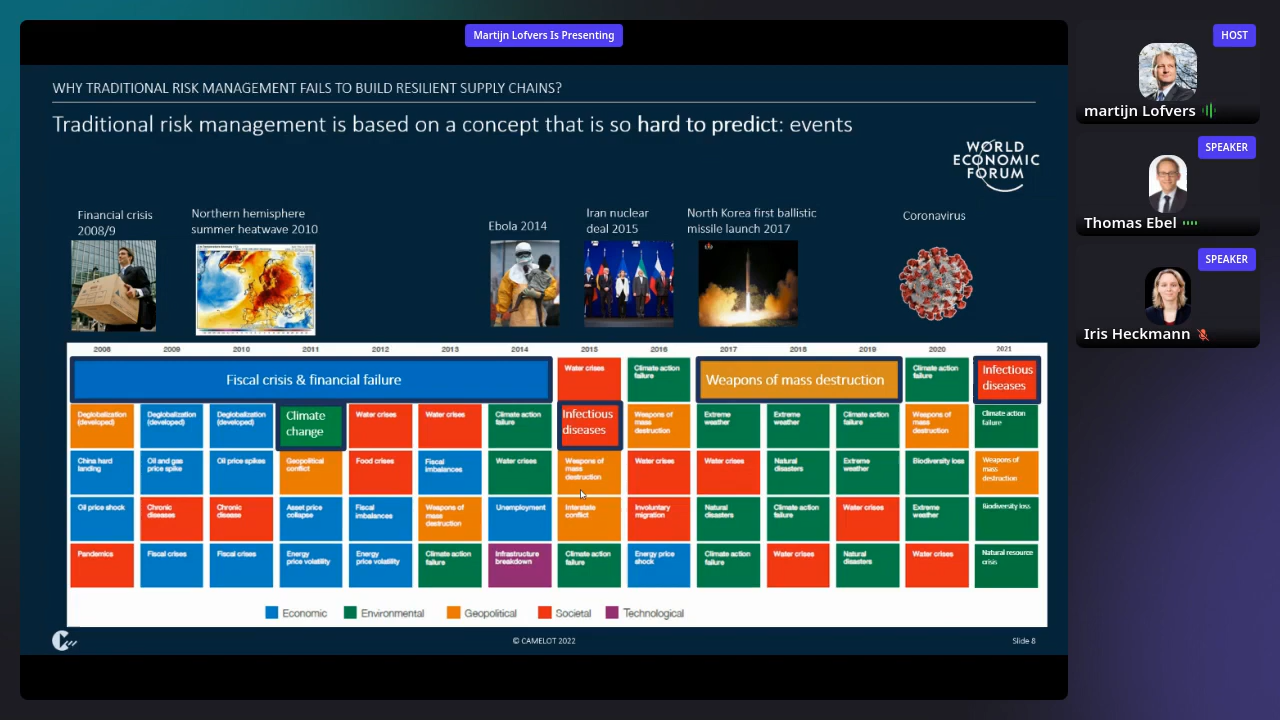 Martijn Lofvers Is Presenting
HOST
martijn Lofvers
SPEAKER
Thomas Ebel
SPEAKER
Iris Heckmann
WHY TRADITIONAL RISK MANAGEMENT FAILS TO BUILD RESILIENT SUPPLY CHAINS?
Traditional risk management is based on a concept that is so hard to predict: events
WORLD
ECONOMIC
FORUM
Financial crisis
2008/9
Northern hemisphere
summer heatwave 2010
Ebola 2014
Iran nuclear
deal 2015
North Korea first ballistic
missile launch 2017
Coronavirus
2008 2009 2010 2011 2012 2013 2014 2015 2016 2017 2018 2019 2020 2021
Fiscal crisis & financial failure
Water crises
Climate action
failure
Weapons of mass destruction
Climate action
failure
Infectious
diseases
Deglobalization
(developed)
Deglobalization
(developed)
Deglobalization
(developed)
Climate
change
Water crises
Water crises
Climate action
failure
Infectious
diseases
Weapons of
mass
destruction
Extreme
weather
Extreme
weather
Climate action
failure
Weapons of
mass
destruction
Climate action
failure
China hard
landing
Oil and gas
price spike
Oil price spikes
Geopolitical
conflict
Food crises
Fiscal
imbalances
Water crises
Weapons of
mass
destruction
Water crises
Water crises
Natural
disasters
Extreme
weather
Biodiversity loss
Weapons of
mass
destruction
Oil price shock
Chronic
diseases
Chronic
disease
Asset price
collapse
Fiscal
imbalances
Weapons of
mass
destruction
Unemployment
Interstate
conflict
Involuntary
migration
Natural
disasters
Climate action
failure
Water crises
Extreme
weather
Biodiversity loss
Pandemics
Fiscal crises
Fiscal crises
Energy
price volatility
Energy
price volatility
Climate action
failure
Infrastructure
breakdown
Climate action
failure
Energy price
shock
Climate action
failure
Water crises
Natural
disasters
Water crises
Natural resource
crisis
Economic
Environmental
Geopolitical
Societal
Technological
© CAMELOT 2022
Slide 8